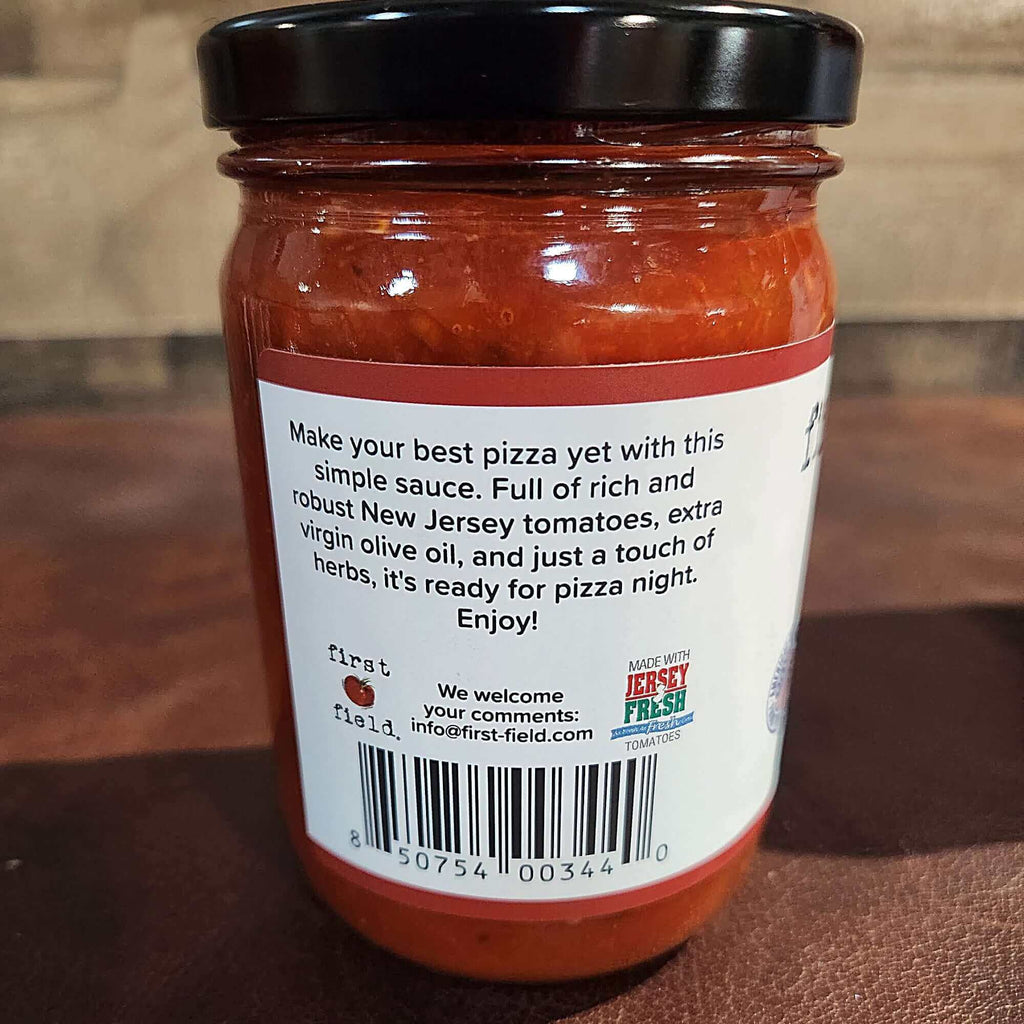 Make your best pizza yet with this
simple sauce. Full of rich and
robust New Jersey tomatoes, extra
virgin olive oil, and just a touch of
herbs, it's ready for pizza night.
Enjoy!
first
field.
We welcome
your comments:
info@first-field.com
MADE WITH
JERSEY
FRESH
fresh
TOMATOES
8 50754 00344 0